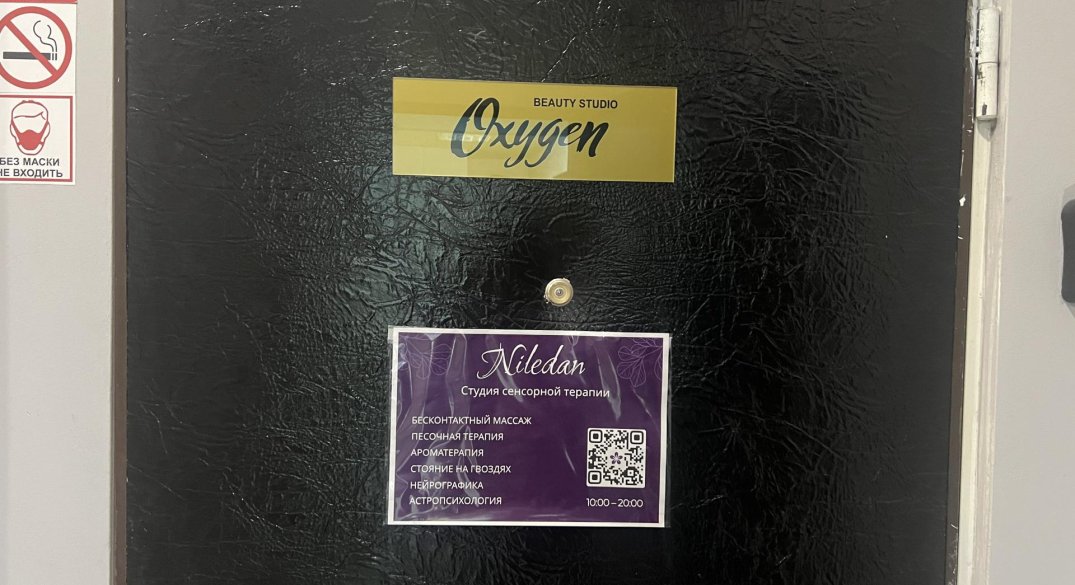 БЕЗ МАСКИ
НЕ ВХОДИТЬ
BEAUTY STUDIO
Oxygen
Niledan
Студия сенсорной терапии
БЕСКОНТАКТНЫЙ МАССАЖ
ПЕСОЧНАЯ ТЕРАПИЯ
АРОМАТЕРАПИЯ
СТОЯНИЕ НА ГВОЗДЯХ
НЕЙРОГРАФИКА
АСТРОПСИХОЛОГИЯ
10:00 – 20:00